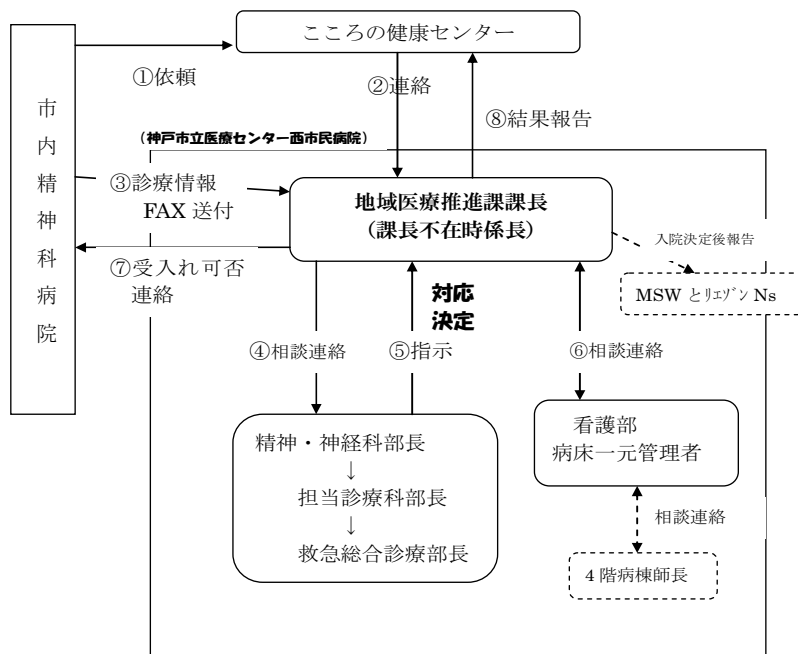 こころの健康センター
①依頼
②連絡
⑧結果報告
市内精神科病院
(神戸市立医療センター西市民病院)
③診療情報
FAX 送付
地域医療推進課課長
(課長不在時係長)
入院決定後報告
MSW とﾘｴｿﾞﾝ Ns
⑦受入れ可否
連絡
対応
決定
④相談連絡
⑤指示
⑥相談連絡
精神・神経科部長
↓
担当診療科部長
↓
救急総合診療部長
看護部
病床一元管理者
相談連絡
4 階病棟師長